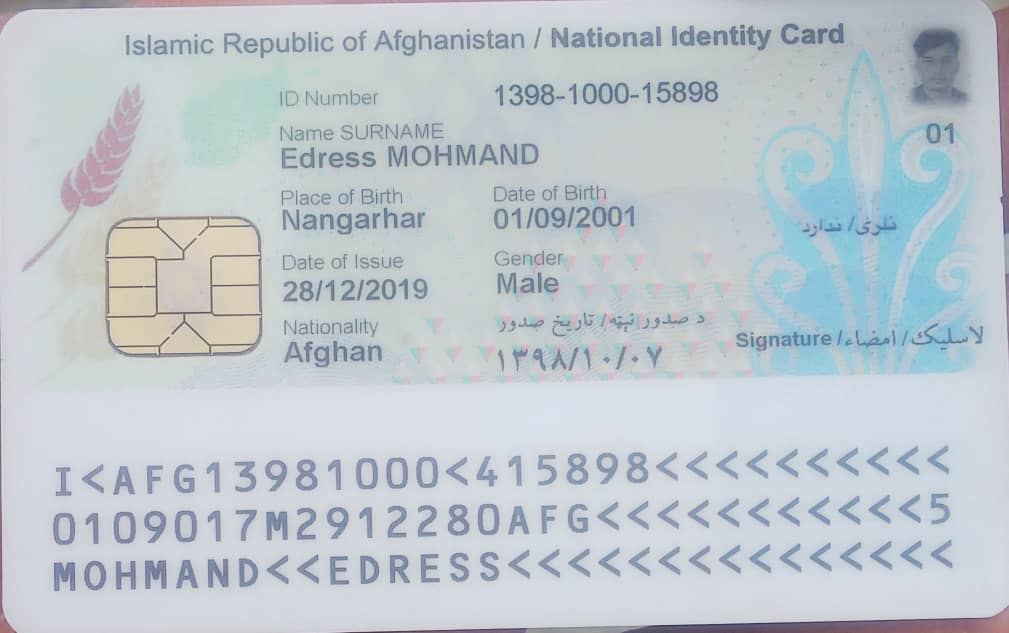 Islamic Republic of Afghanistan / National Identity Card
ID Number 1398-1000-15898
Name SURNAME
Edress MOHMAND
01
Place of Birth Date of Birth
Nangarhar 01/09/2001
نلری / ندارد
Date of Issue Gender
28/12/2019 Male
Nationality د صدور نېټه/ تاریخ صدور
Signature / امضاء / لاسلیک
Afghan ۱۳۹۸/۱۰/۰۷
I<AFG13981000<415898<<<<<<<<<<
0109017M2912280AFG<<<<<<<<<<<5
MOHMAND<<EDRESS<<<<<<<<<<<<<<<